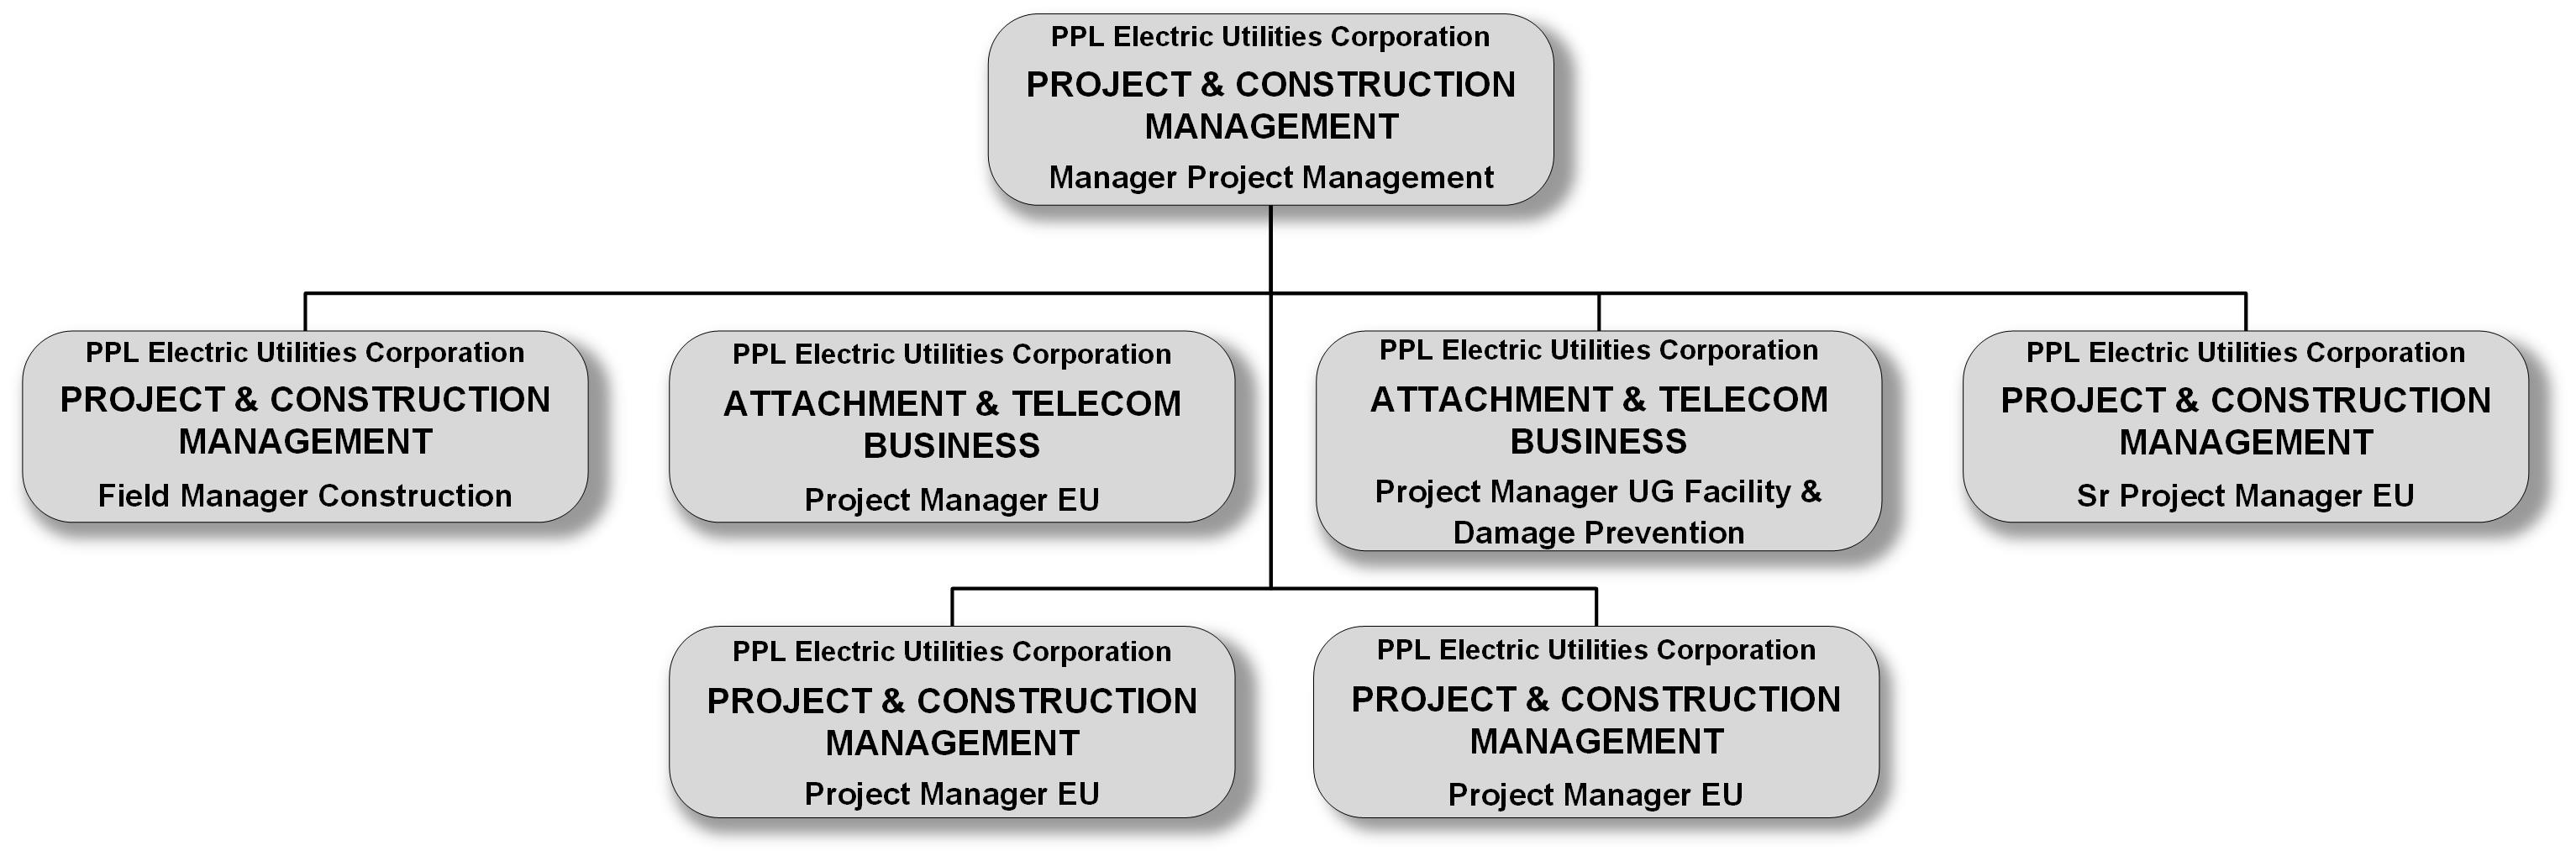 PPL Electric Utilities Corporation
PROJECT & CONSTRUCTION
MANAGEMENT
Manager Project Management
PPL Electric Utilities Corporation
PROJECT & CONSTRUCTION
MANAGEMENT
Field Manager Construction
PPL Electric Utilities Corporation
ATTACHMENT & TELECOM
BUSINESS
Project Manager EU
PPL Electric Utilities Corporation
ATTACHMENT & TELECOM
BUSINESS
Project Manager UG Facility &
Damage Prevention
PPL Electric Utilities Corporation
PROJECT & CONSTRUCTION
MANAGEMENT
Sr Project Manager EU
PPL Electric Utilities Corporation
PROJECT & CONSTRUCTION
MANAGEMENT
Project Manager EU
PPL Electric Utilities Corporation
PROJECT & CONSTRUCTION
MANAGEMENT
Project Manager EU